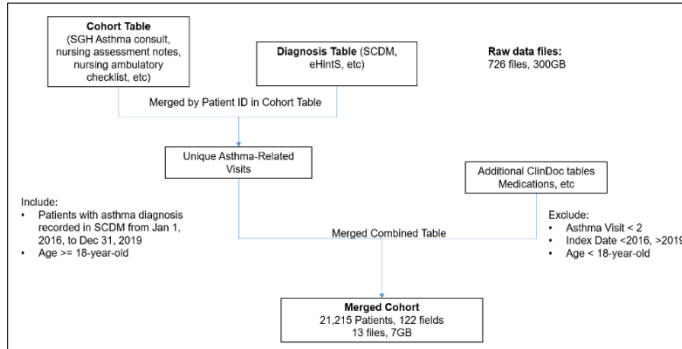 Cohort Table
(SGH Asthma consult,
nursing assessment notes,
nursing ambulatory
checklist, etc)
Diagnosis Table (SCDM,
eHintS, etc)
Raw data files:
726 files, 300GB
Merged by Patient ID in Cohort Table
Unique Asthma-Related
Visits
Additional ClinDoc tables
Medications, etc
Include:
• Patients with asthma diagnosis
recorded in SCDM from Jan 1,
2016, to Dec 31, 2019
• Age >= 18-year-old
Merged Combined Table
Exclude:
• Asthma Visit < 2
• Index Date <2016, >2019
• Age < 18-year-old
Merged Cohort
21,215 Patients, 122 fields
13 files, 7GB